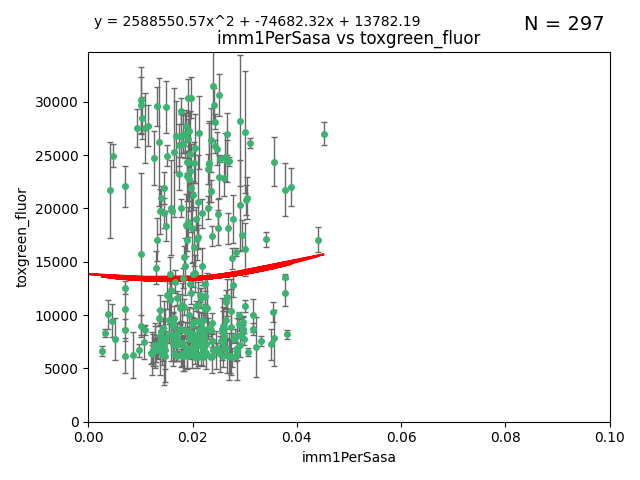 y = 2588550.57x^2 + -74682.32x + 13782.19
N = 297
imm1PerSasa vs toxgreen_fluor
30000
25000
20000
15000
10000
5000
0
toxgreen_fluor
0.00 0.02 0.04 0.06 0.08 0.10
imm1PerSasa